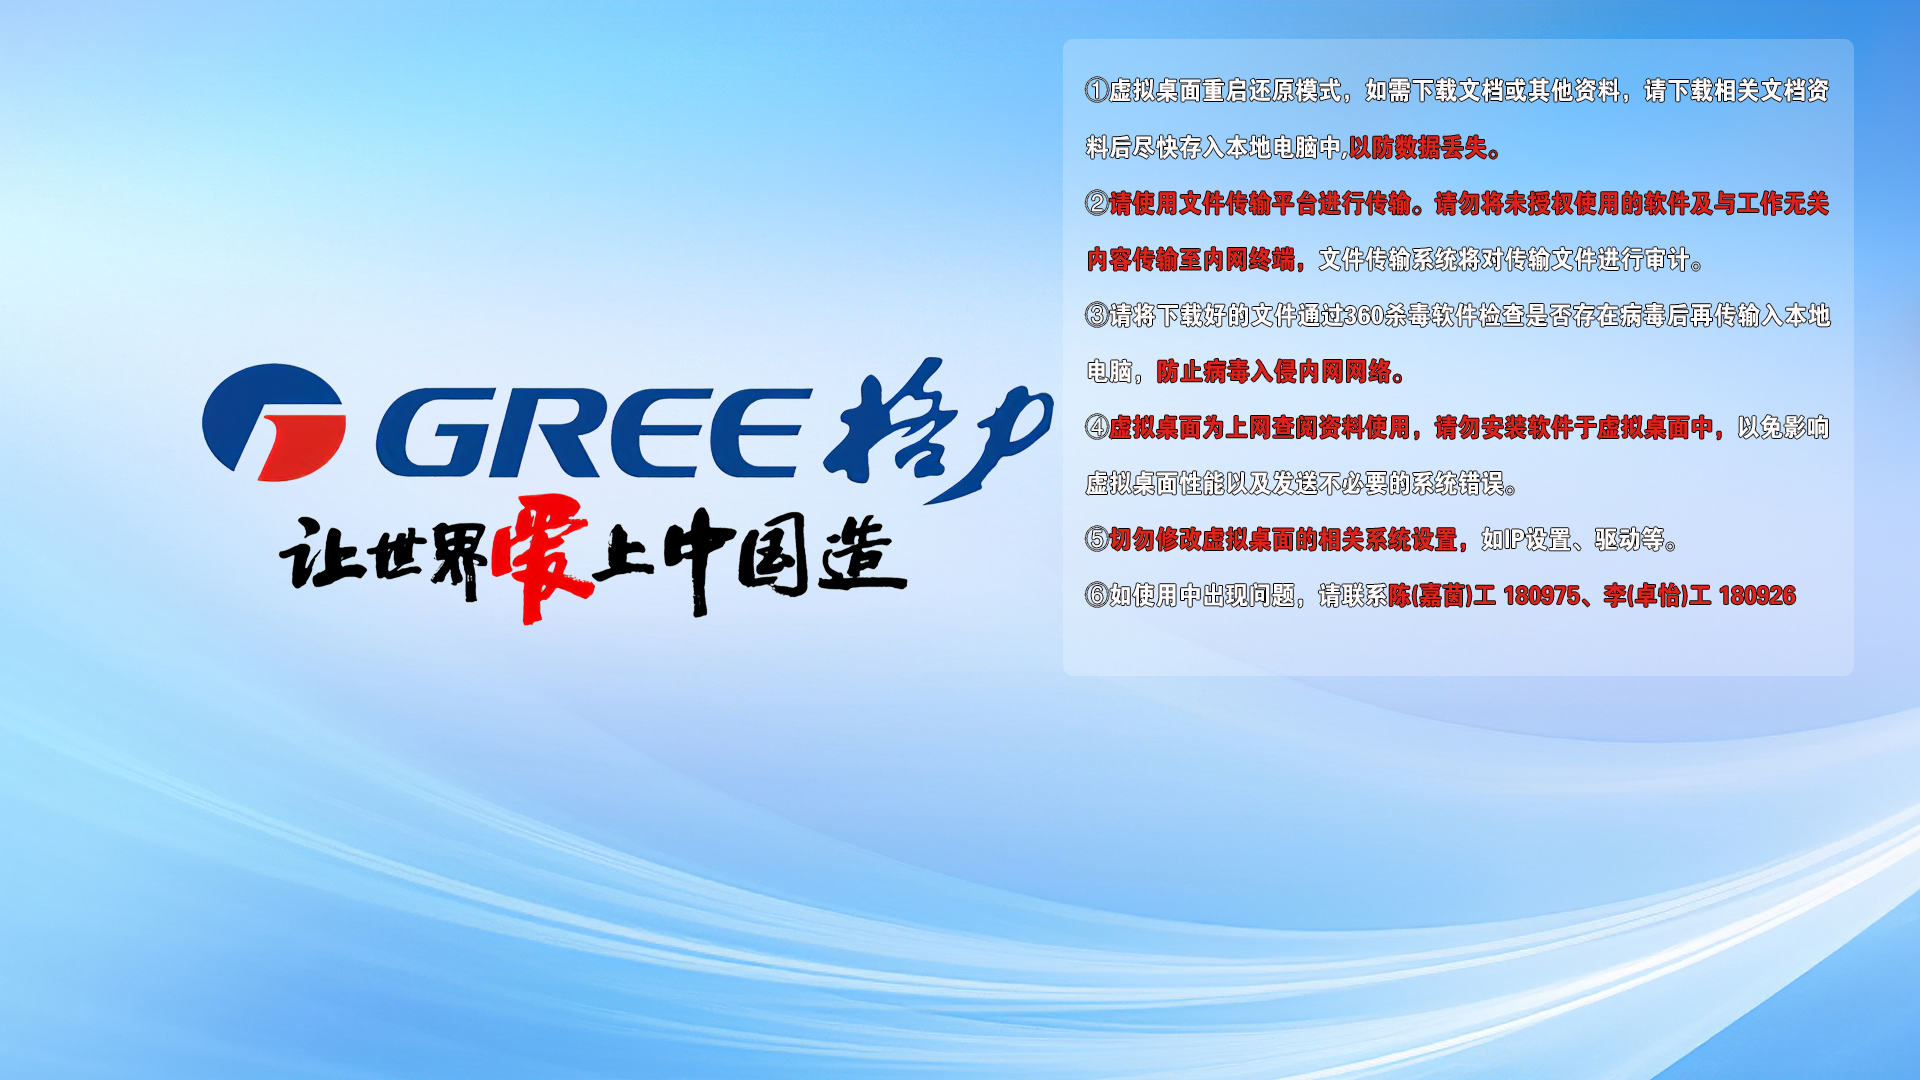 GREE格力
让世界爱上中国造
①虚拟桌面重启还原模式，如需下载文档或其他资料，请下载相关文档资
料后尽快存入本地电脑中,以防数据丢失。
②请使用文件传输平台进行传输。请勿将未授权使用的软件及与工作无关
内容传输至内网终端，文件传输系统将对传输文件进行审计。
③请将下载好的文件通过360杀毒软件检查是否存在病毒后再传输入本地
电脑，防止病毒入侵内网网络。
④虚拟桌面为上网查阅资料使用，请勿安装软件于虚拟桌面中，以免影响
虚拟桌面性能以及发送不必要的系统错误。
⑤切勿修改虚拟桌面的相关系统设置，如IP设置、驱动等。
⑥如使用中出现问题，请联系陈(嘉茵)工 180975、李(卓怡)工 180926